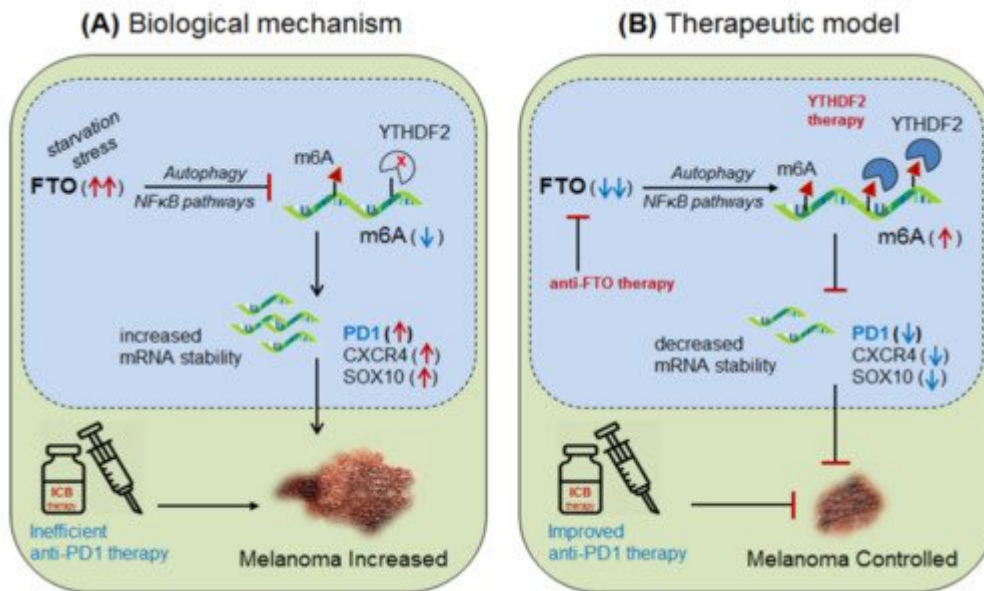 (A) Biological mechanism
starvation
stress
FTO (↑↑)
Autophagy
NFκB pathways
m6A
YTHDF2
x
m6A (↓)
increased
mRNA stability
PD1 (↑)
CXCR4 (↑)
SOX10 (↑)
ICB
Inefficient
anti-PD1 therapy
Melanoma Increased
(B) Therapeutic model
YTHDF2
therapy
YTHDF2
FTO (↓↓)
Autophagy
NFκB pathways
m6A
m6A (↑)
anti-FTO therapy
decreased
mRNA stability
PD1 (↓)
CXCR4 (↓)
SOX10 (↓)
ICB
Improved
anti-PD1 therapy
Melanoma Controlled